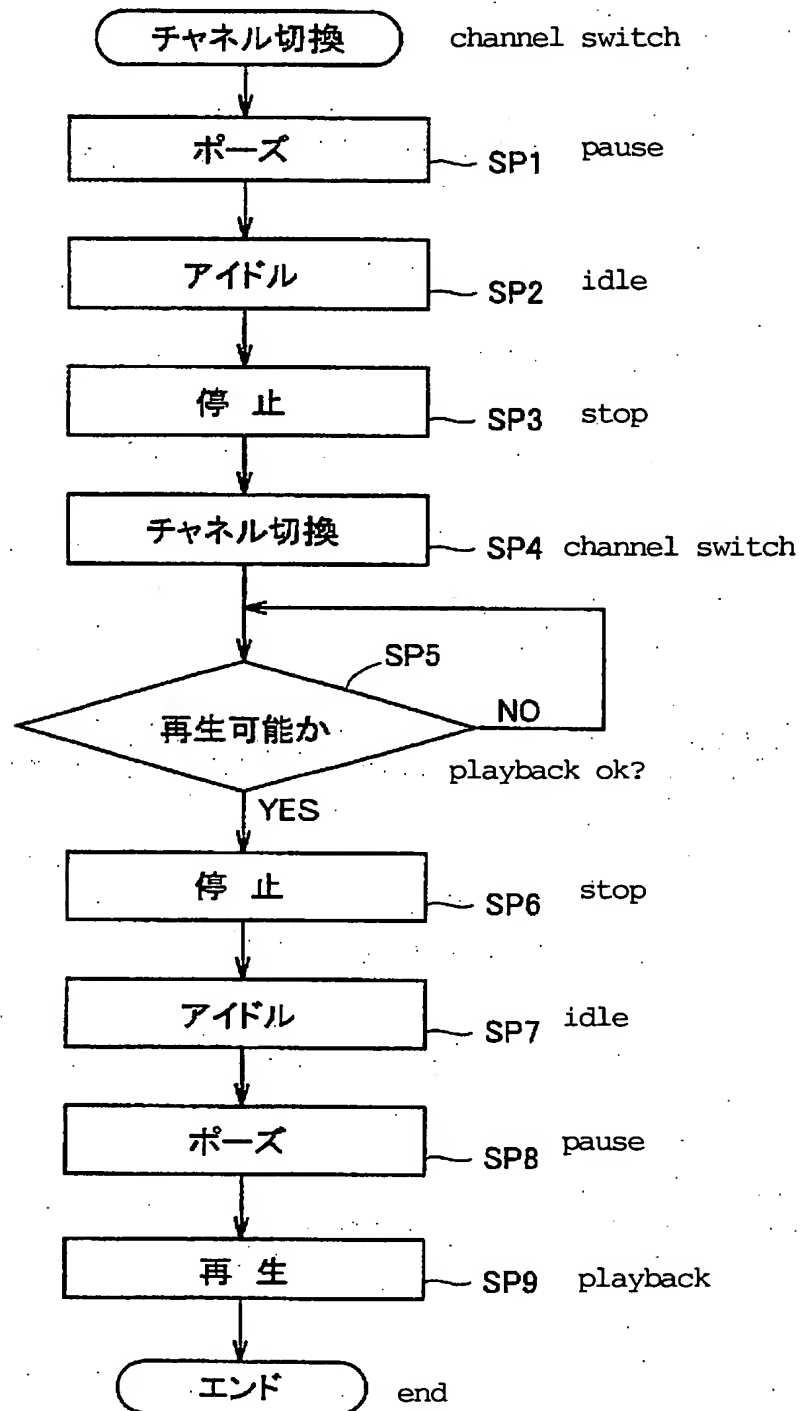 チャネル切換 channel switch
ポーズ SP1 pause
アイドル SP2 idle
停 止 SP3 stop
チャネル切換 SP4 channel switch
SP5
再生可能か NO
playback ok?
YES
停 止 SP6 stop
アイドル SP7 idle
ポーズ SP8 pause
再 生 SP9 playback
エンド end